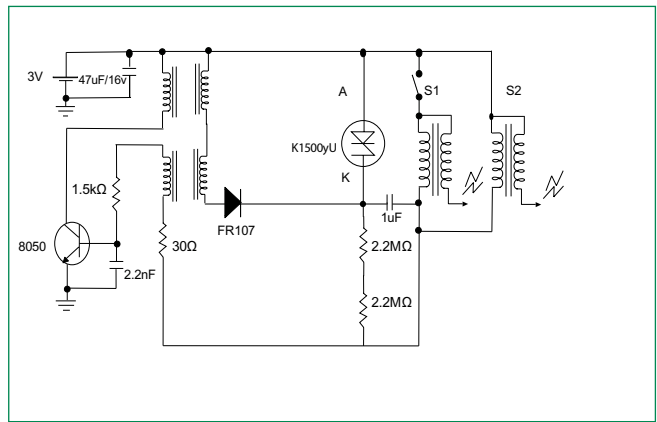 3V
47uF/16v
A
S1
S2
K1500yU
K
1.5kΩ
1uF
FR107
8050
30Ω
2.2MΩ
2.2nF
2.2MΩ